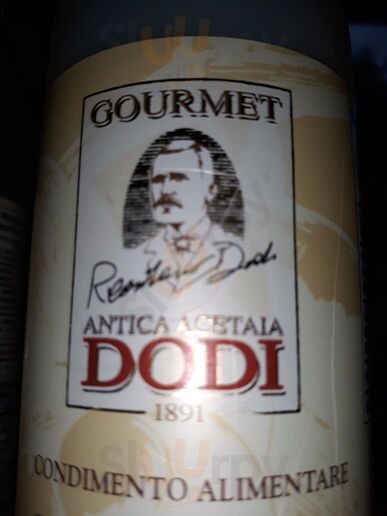 GOURMET
ANTICA ACETAIA
DODI
1891
CONDIMENTO ALIMENTARE